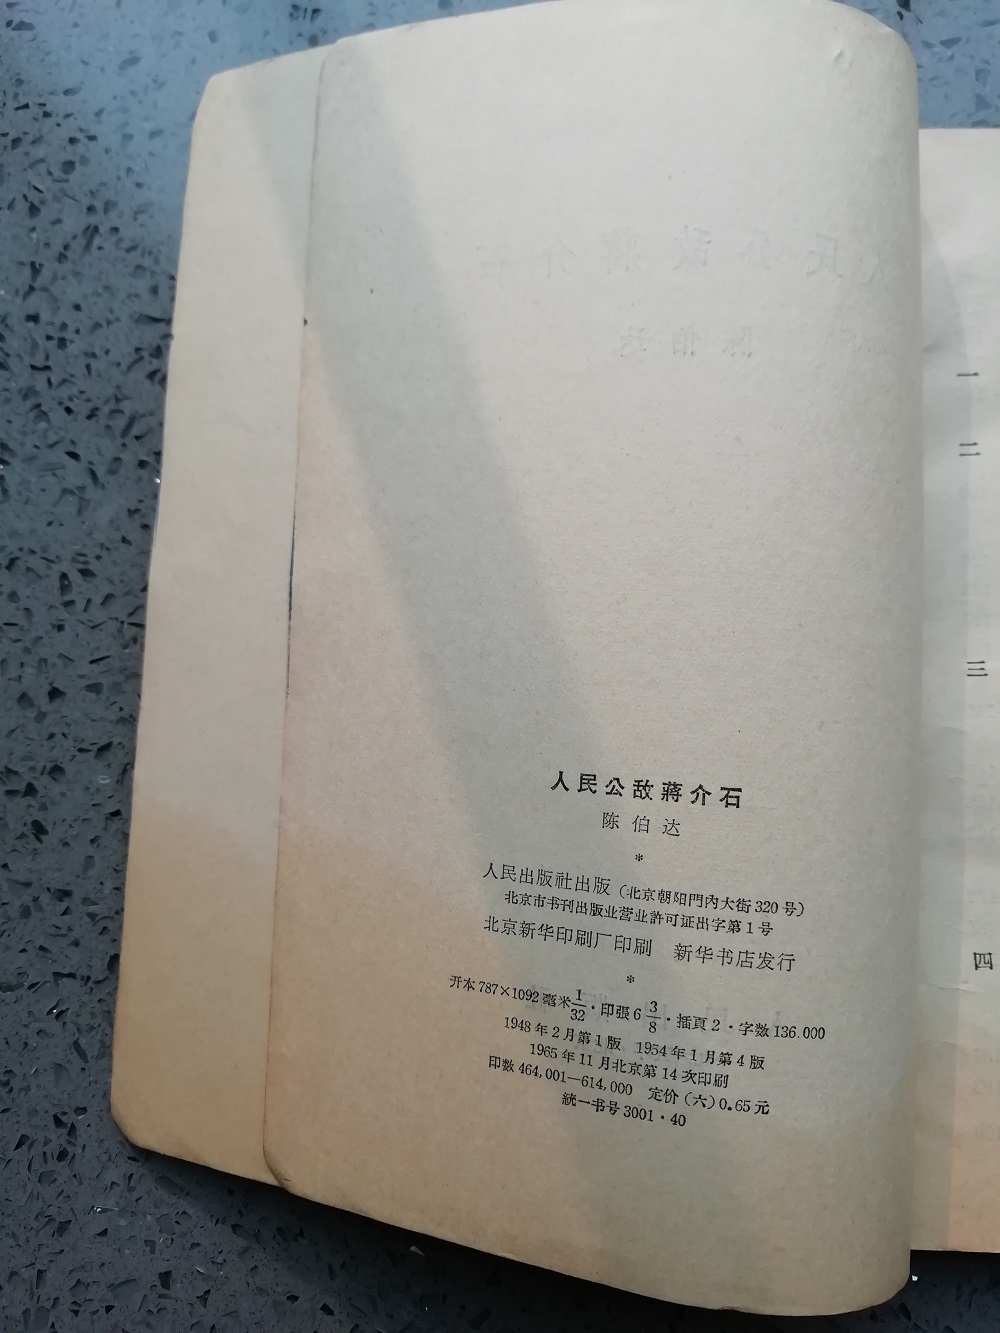 人民公敌蔣介石
陈伯达
*
人民出版社出版(北京朝阳門內大街320号)
北京市书刊出版业营业許可证出字第1号
北京新华印刷厂印刷 新华书店发行
*
开本787×1092毫米1/32·印張6 3/8·插頁2·字数136,000
1948年2月第1版 1954年1月第4版
1965年11月北京第14次印刷
印数464,001—614,000 定价(六)0.65元
統一书号3001·40
一
二
三
四